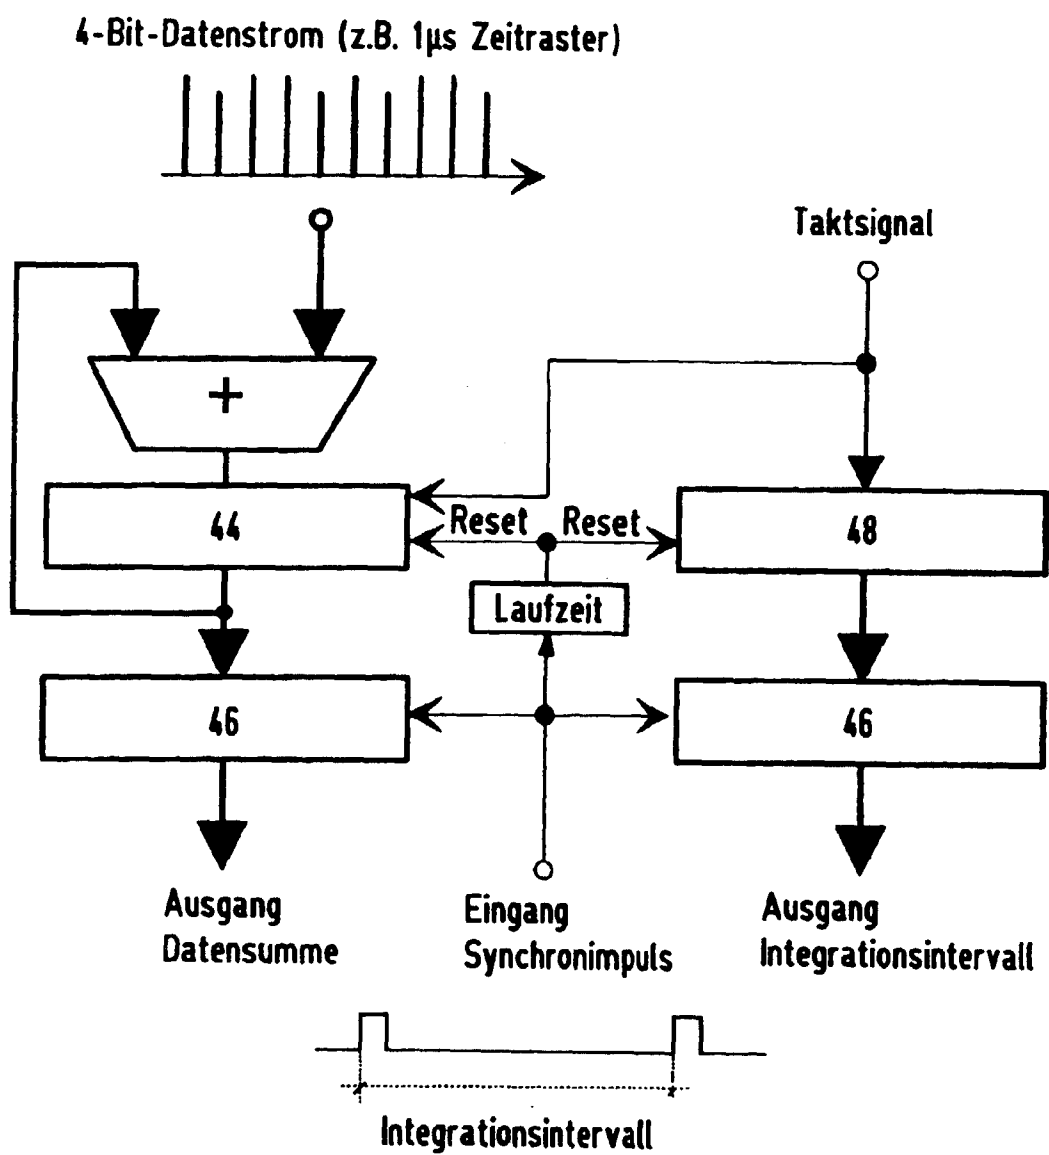 4-Bit-Datenstrom (z.B. 1µs Zeitraster)
Taktsignal
+
44
Reset
Reset
48
Laufzeit
46
46
Ausgang
Datensumme
Eingang
Synchronimpuls
Ausgang
Integrationsintervall
Integrationsintervall